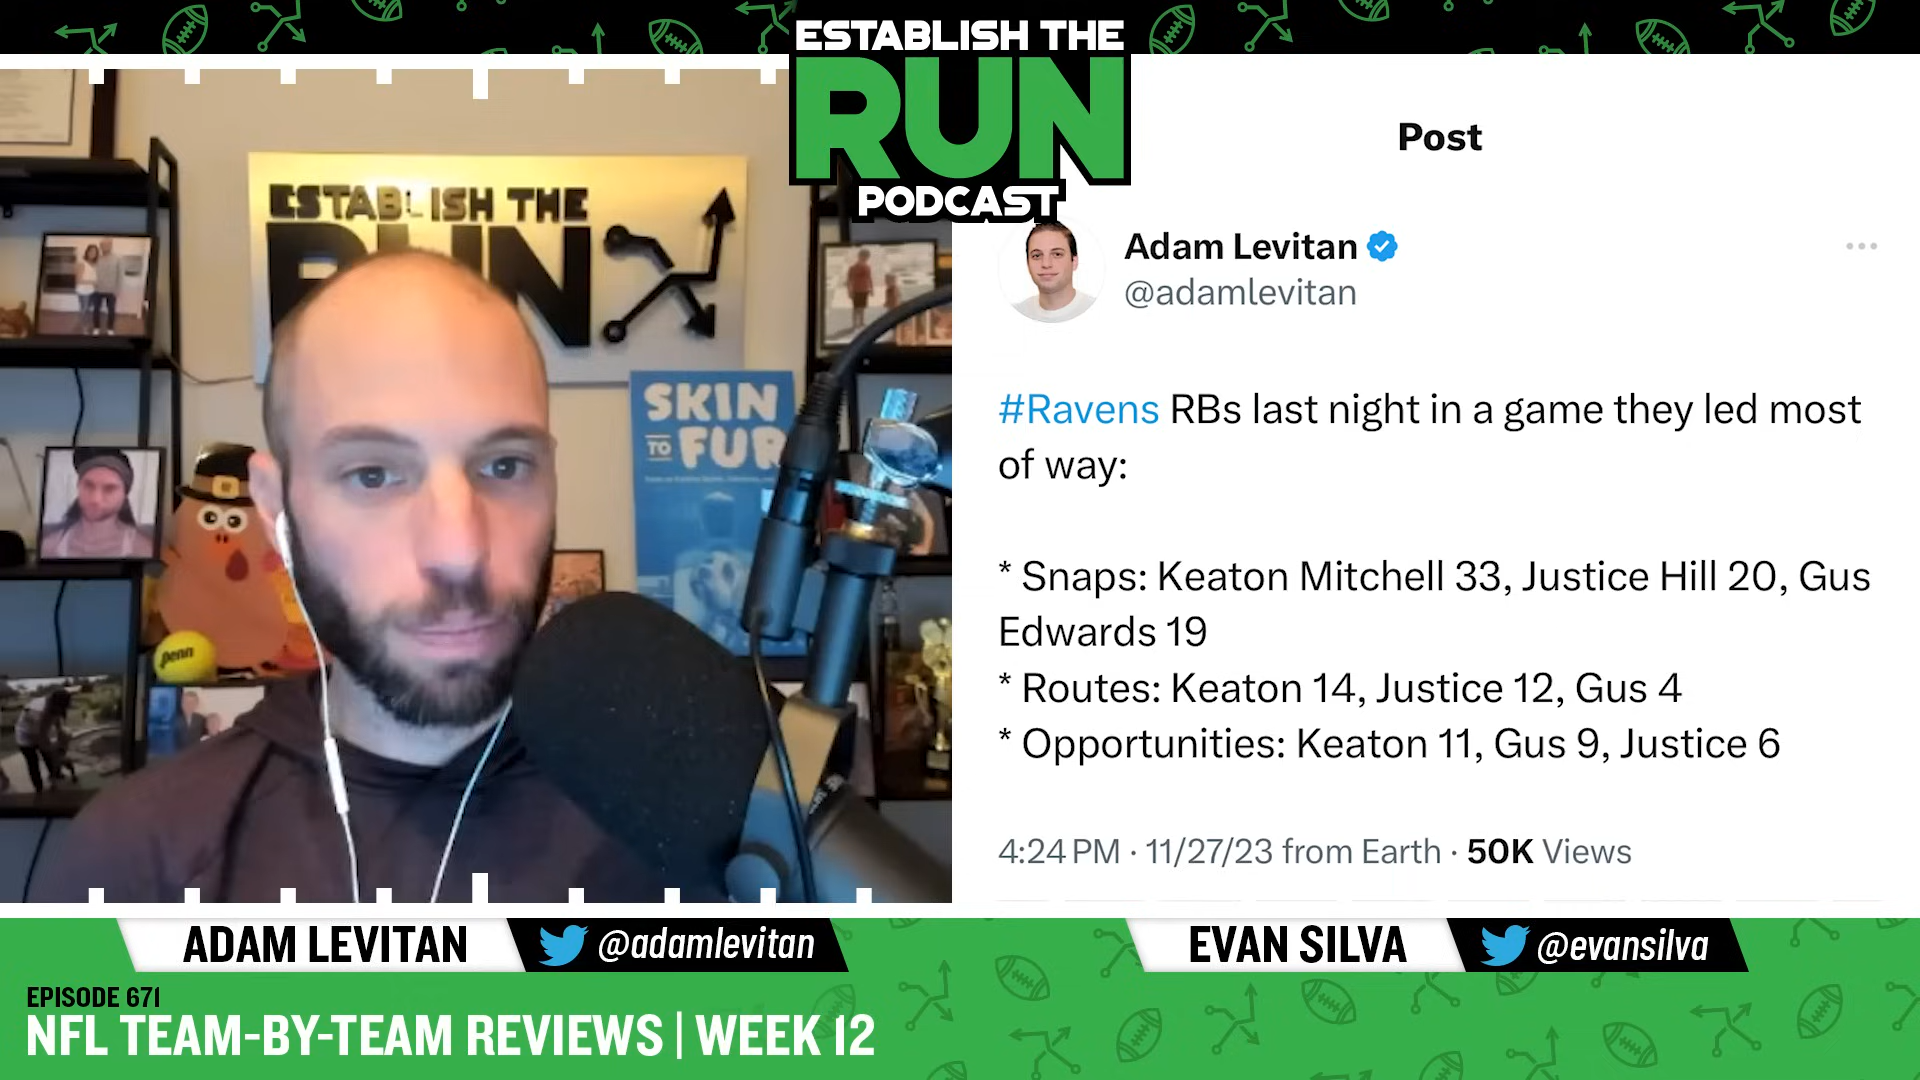 ESTABLISH THE
RUN
PODCAST
ESTABLISH THE
RUN
SKIN
TO
FUR
Penn
Post
Adam Levitan
@adamlevitan
#Ravens RBs last night in a game they led most
of way:
* Snaps: Keaton Mitchell 33, Justice Hill 20, Gus
Edwards 19
* Routes: Keaton 14, Justice 12, Gus 4
* Opportunities: Keaton 11, Gus 9, Justice 6
4:24 PM · 11/27/23 from Earth · 50K Views
ADAM LEVITAN
@adamlevitan
EVAN SILVA
@evansilva
EPISODE 671
NFL TEAM-BY-TEAM REVIEWS | WEEK 12